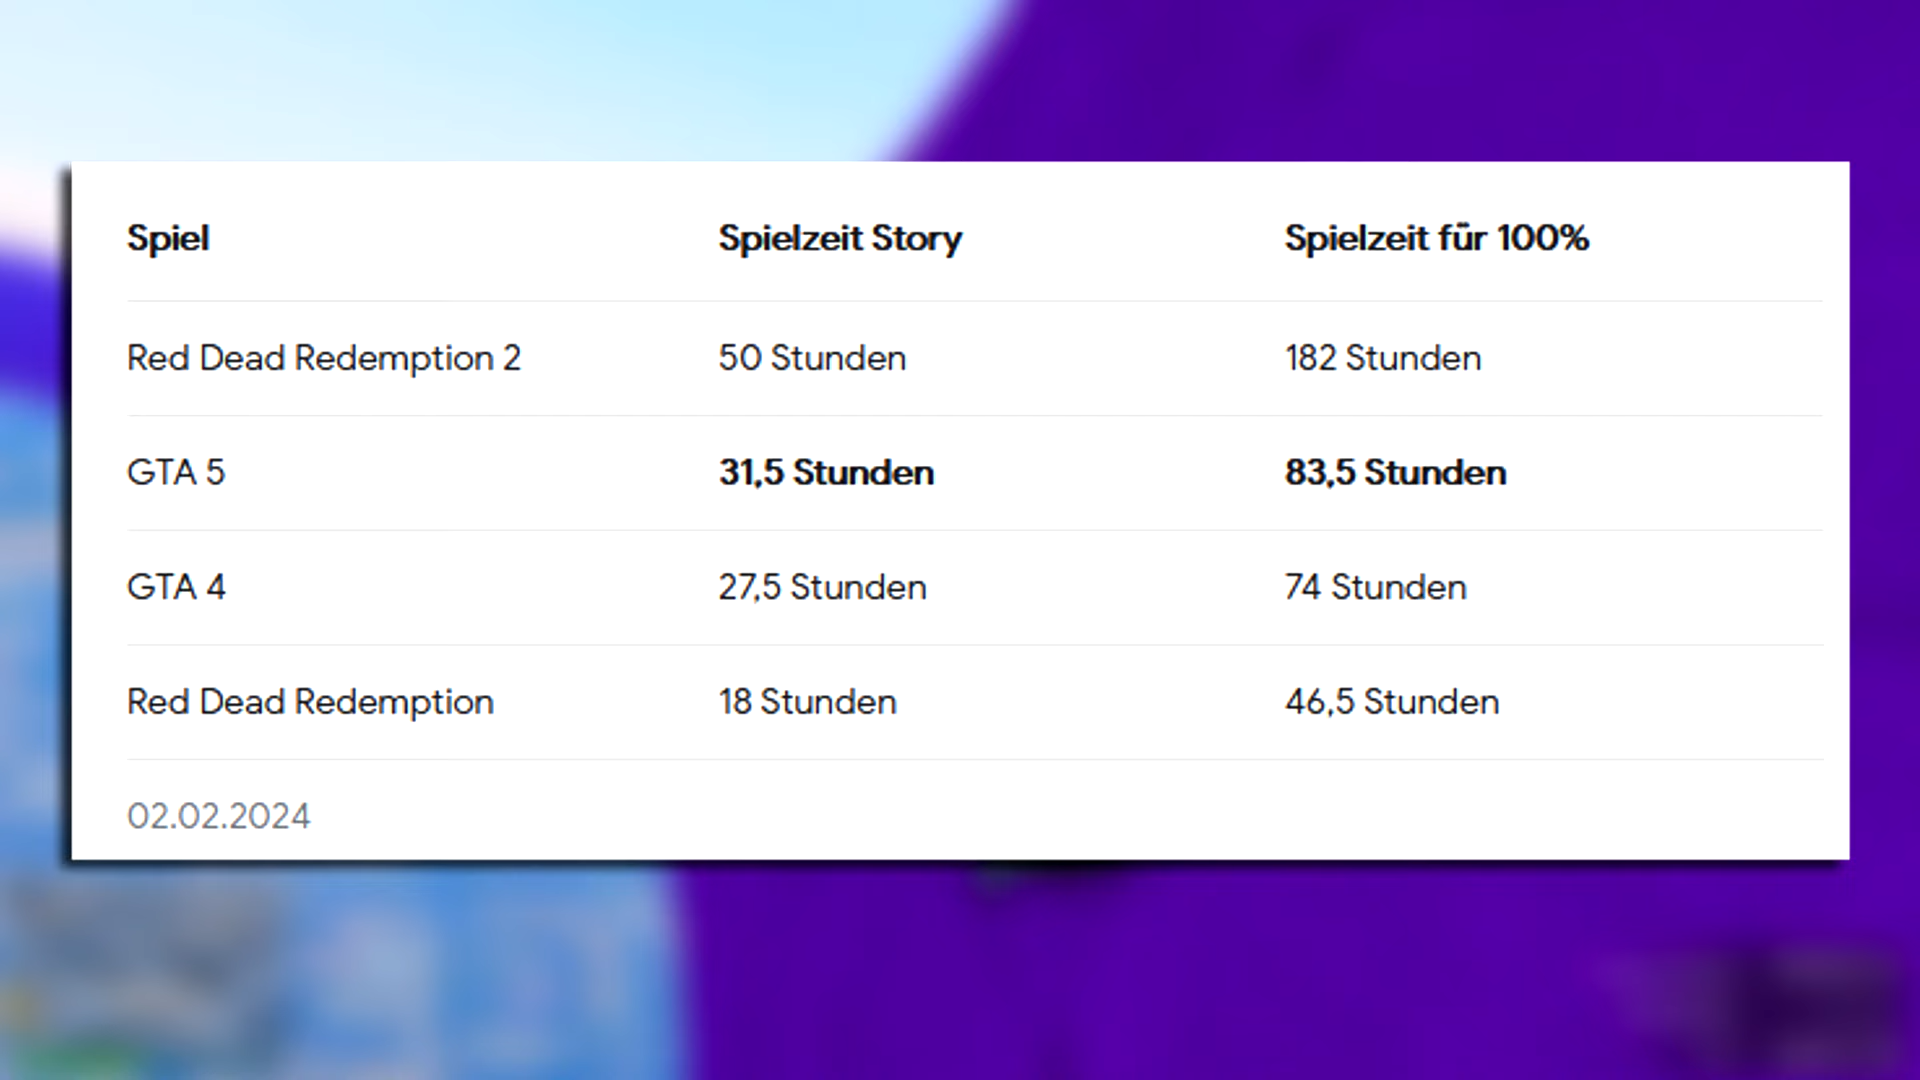 Spiel Spielzeit Story Spielzeit für 100%
Red Dead Redemption 2 50 Stunden 182 Stunden
GTA 5 31,5 Stunden 83,5 Stunden
GTA 4 27,5 Stunden 74 Stunden
Red Dead Redemption 18 Stunden 46,5 Stunden
02.02.2024